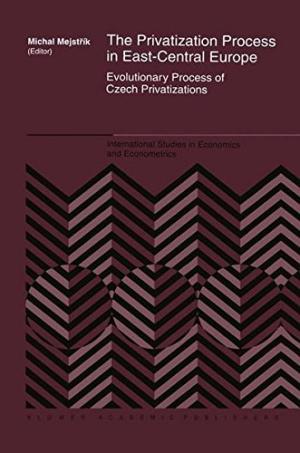 Michal Mejstřík
(Editor)
The Privatization Process
in East-Central Europe
Evolutionary Process of
Czech Privatizations
International Studies in Economics
and Econometrics
KLUWER ACADEMIC PUBLISHERS